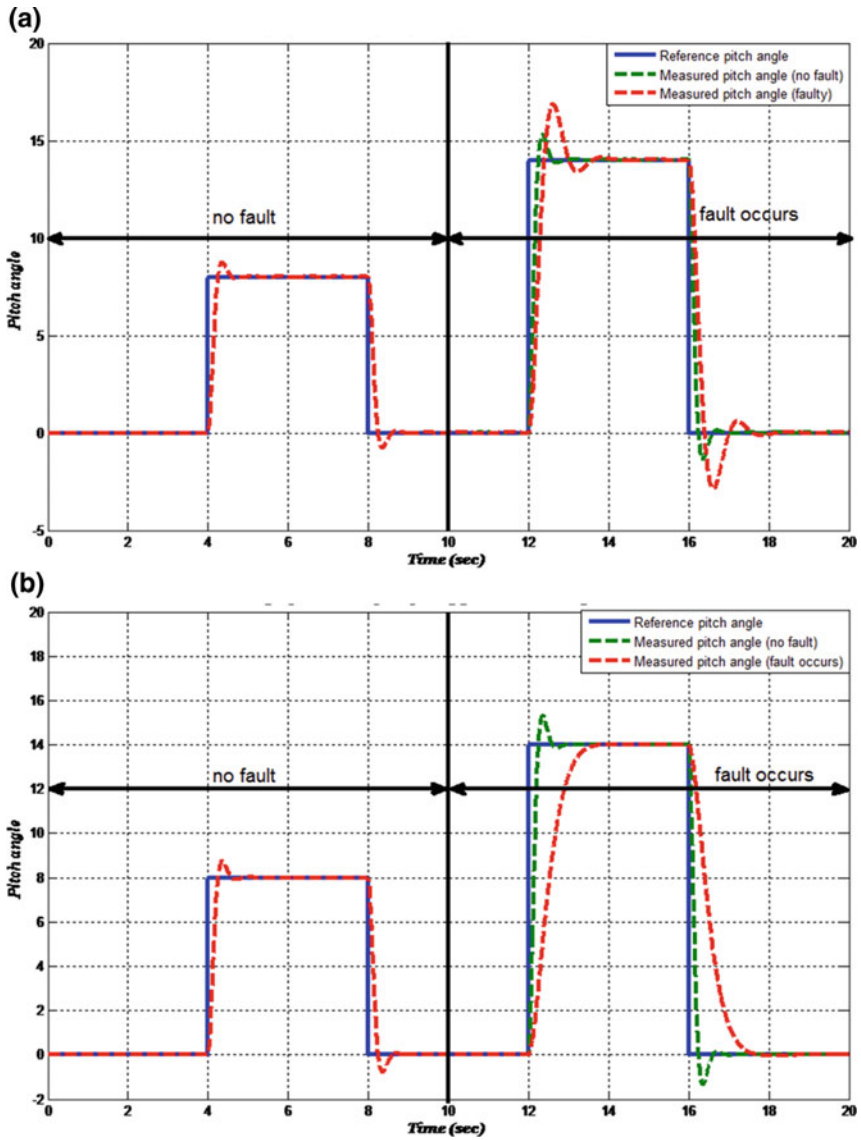 (a)
20
15
10
5
0
-5
Pitch angle
Reference pitch angle
Measured pitch angle (no fault)
Measured pitch angle (faulty)
no fault
fault occurs
0 2 4 6 8 10 12 14 16 18 20
Time (sec)
(b)
20
18
16
14
12
10
8
6
4
2
0
-2
Pitch angle
Reference pitch angle
Measured pitch angle (no fault)
Measured pitch angle (fault occurs)
no fault
fault occurs
0 2 4 6 8 10 12 14 16 18 20
Time (sec)